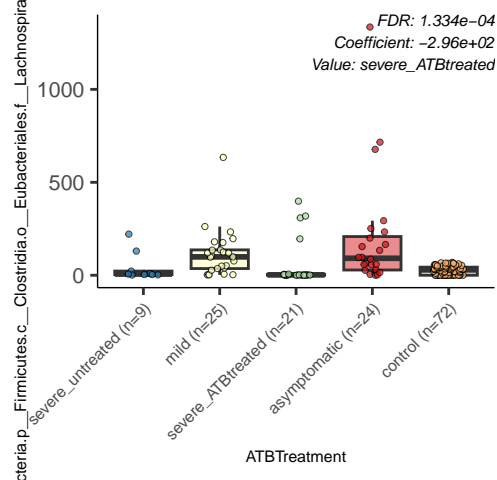 FDR: 1.334e−04
Coefficient: −2.96e+02
Value: severe_ATBtreated
cteria.p__Firmicutes.c__Clostridia.o__Eubacteriales.f__Lachnospira
1000
500
0
severe_untreated (n=9)
mild (n=25)
severe_ATBtreated (n=21)
asymptomatic (n=24)
control (n=72)
ATBTreatment